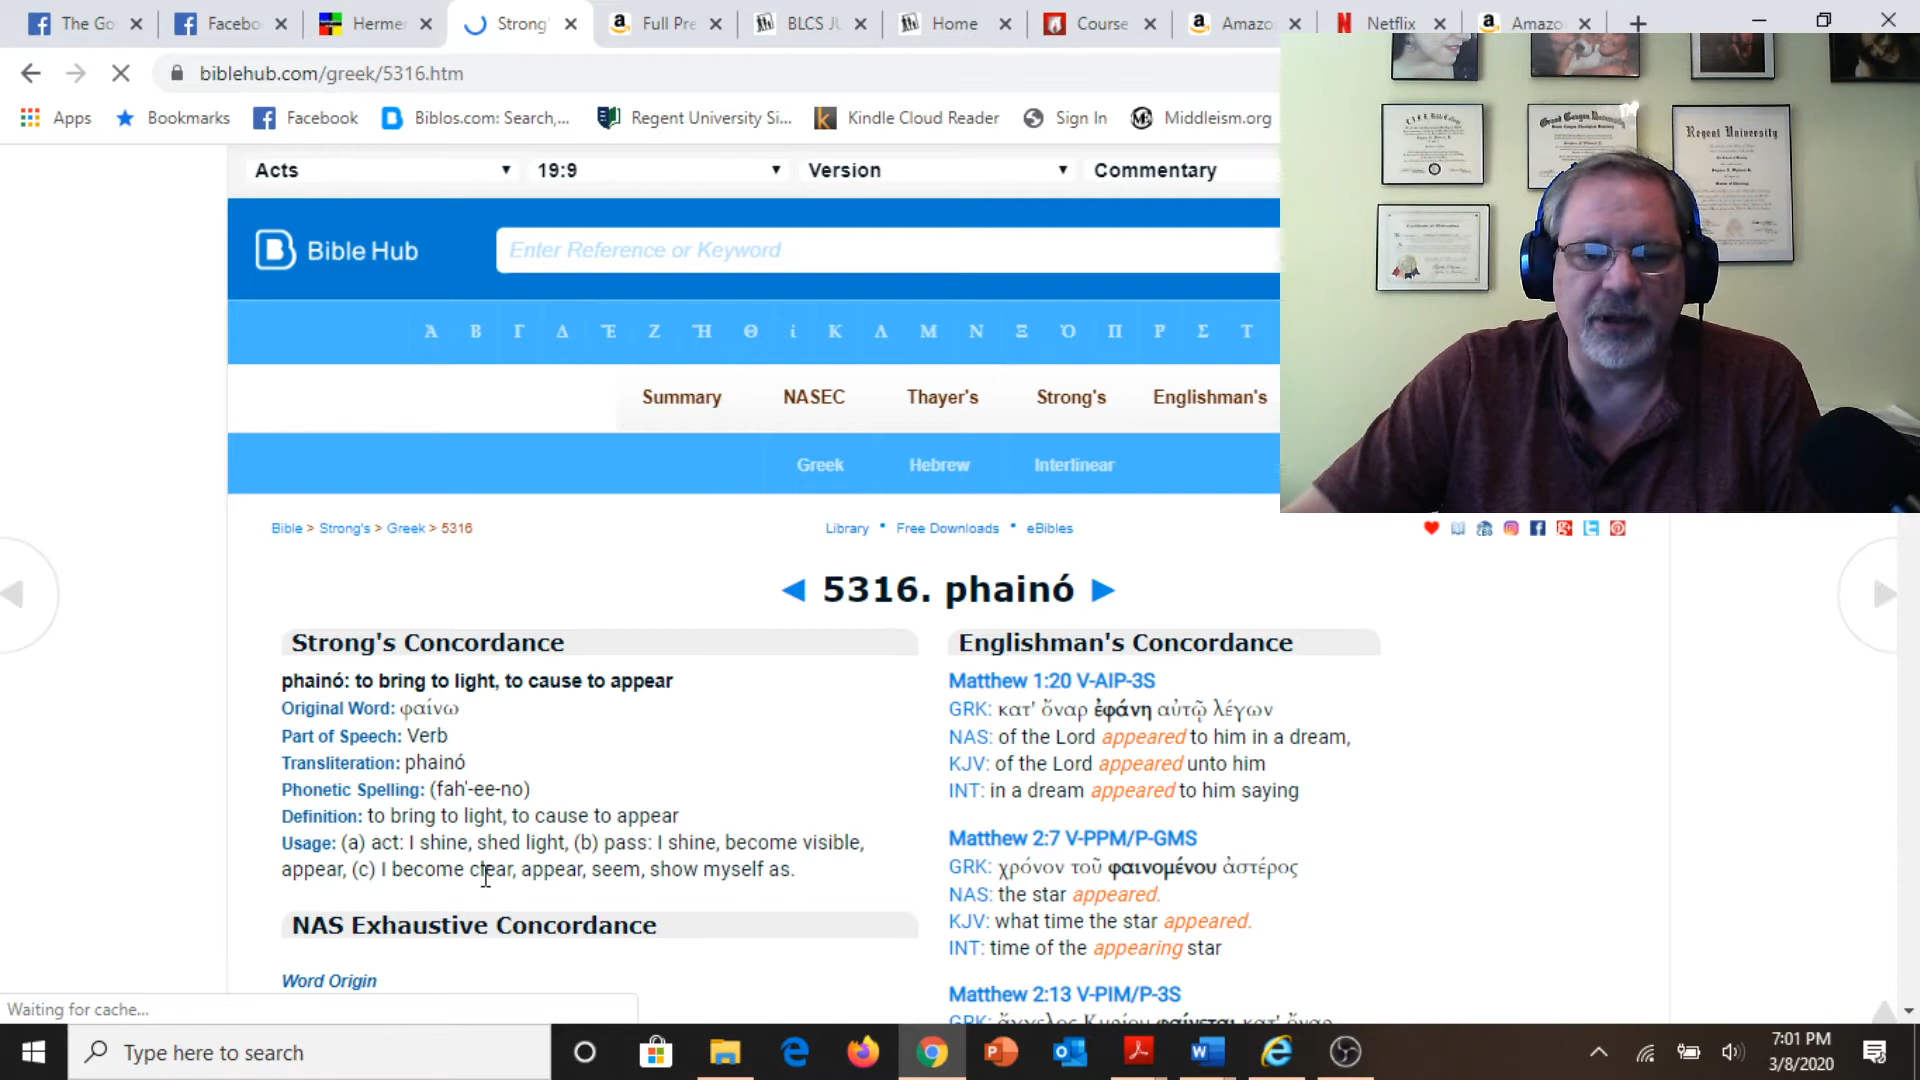 The Go
Facebo
Herme
Strong'
Full Pre
BLCS JU
Home
Course
Amazo
Netflix
Amazo
biblehub.com/greek/5316.htm
Apps
Bookmarks
Facebook
Biblos.com: Search,...
Regent University Si...
Kindle Cloud Reader
Sign In
Middleism.org
Acts
19:9
Version
Commentary
Bible Hub
Enter Reference or Keyword
Ἀ Β Γ Δ Ἐ Ζ Ἠ Θ ἰ Κ Λ Μ Ν Ξ Ὀ Π Ρ Σ Τ
Summary
NASEC
Thayer's
Strong's
Englishman's
Greek
Hebrew
Interlinear
Regent University
Bible > Strong's > Greek > 5316
Library • Free Downloads • eBibles
◄ 5316. phainó ►
Strong's Concordance
phainó: to bring to light, to cause to appear
Original Word: φαίνω
Part of Speech: Verb
Transliteration: phainó
Phonetic Spelling: (fah'-ee-no)
Definition: to bring to light, to cause to appear
Usage: (a) act: I shine, shed light, (b) pass: I shine, become visible,
appear, (c) I become clear, appear, seem, show myself as.
NAS Exhaustive Concordance
Word Origin
Englishman's Concordance
Matthew 1:20 V-AIP-3S
GRK: κατ' ὄναρ ἐφάνη αὐτῷ λέγων
NAS: of the Lord appeared to him in a dream,
KJV: of the Lord appeared unto him
INT: in a dream appeared to him saying
Matthew 2:7 V-PPM/P-GMS
GRK: χρόνον τοῦ φαινομένου ἀστέρος
NAS: the star appeared.
KJV: what time the star appeared.
INT: time of the appearing star
Matthew 2:13 V-PIM/P-3S
GRK: ἄγγελος Κυρίου φαίνεται κατ' ὄναρ
Waiting for cache...
Type here to search
7:01 PM
3/8/2020